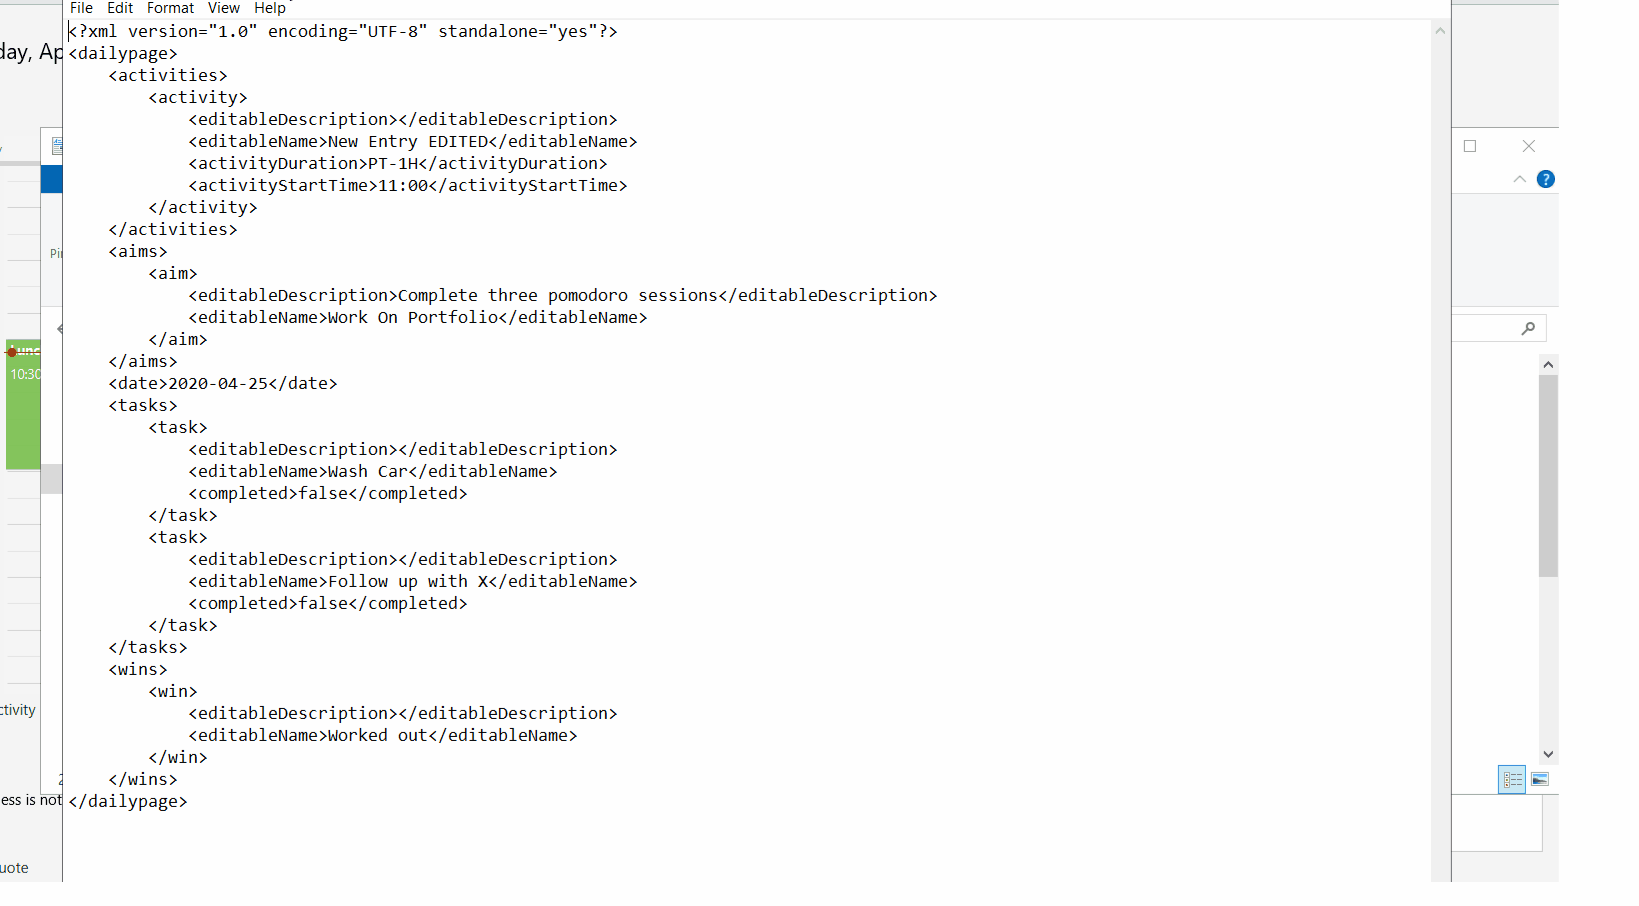 File Edit Format View Help
<?xml version="1.0" encoding="UTF-8" standalone="yes"?>
<dailypage>
    <activities>
        <activity>
            <editableDescription></editableDescription>
            <editableName>New Entry EDITED</editableName>
            <activityDuration>PT-1H</activityDuration>
            <activityStartTime>11:00</activityStartTime>
        </activity>
    </activities>
    <aims>
        <aim>
            <editableDescription>Complete three pomodoro sessions</editableDescription>
            <editableName>Work On Portfolio</editableName>
        </aim>
    </aims>
    <date>2020-04-25</date>
    <tasks>
        <task>
            <editableDescription></editableDescription>
            <editableName>Wash Car</editableName>
            <completed>false</completed>
        </task>
        <task>
            <editableDescription></editableDescription>
            <editableName>Follow up with X</editableName>
            <completed>false</completed>
        </task>
    </tasks>
    <wins>
        <win>
            <editableDescription></editableDescription>
            <editableName>Worked out</editableName>
        </win>
    </wins>
</dailypage>
day, Ap
Pi
10:30
ctivity
ess is not
uote